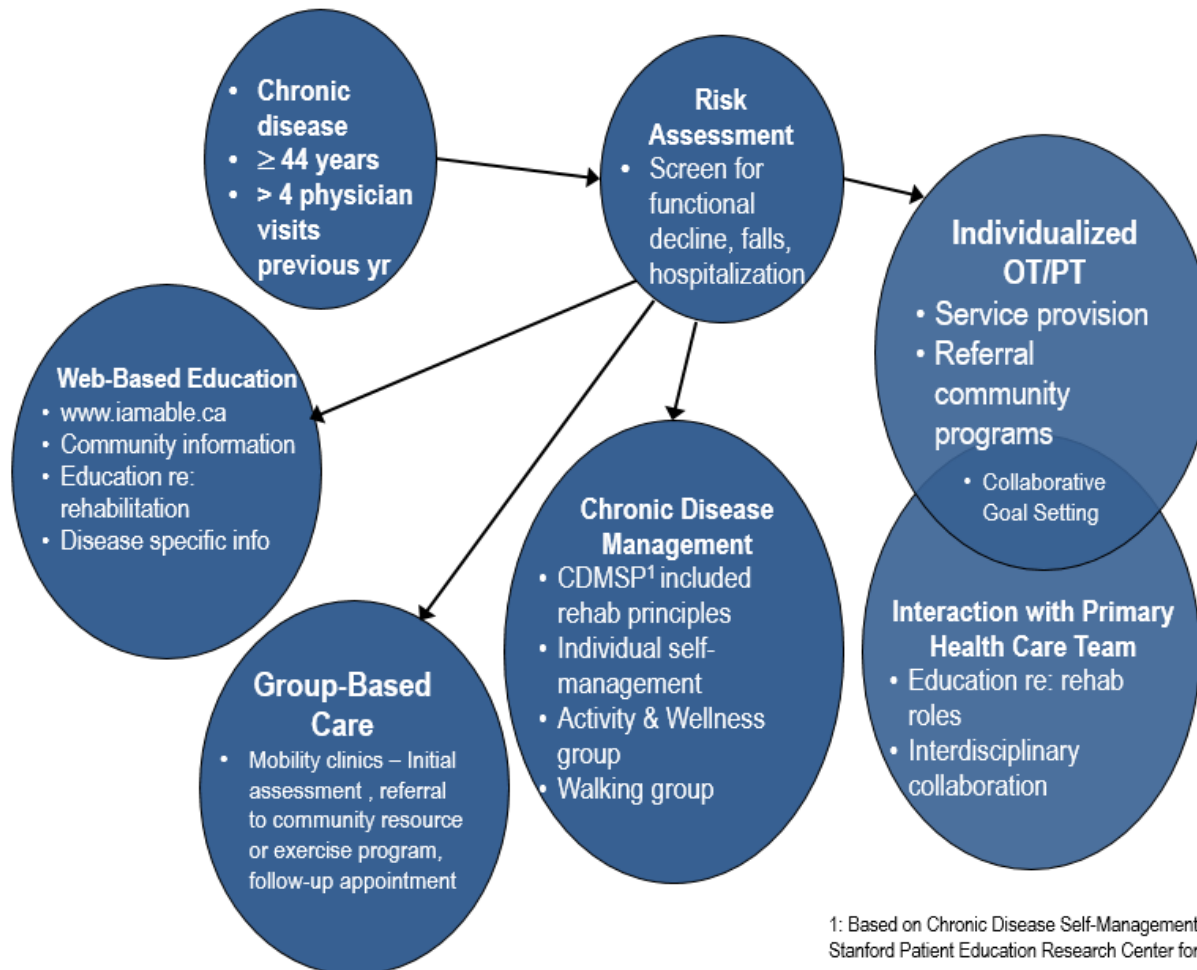 • Chronic
disease
• ≥ 44 years
• > 4 physician
visits
previous yr
Risk
Assessment
• Screen for
functional
decline, falls,
hospitalization
Individualized
OT/PT
• Service provision
• Referral
community
programs
• Collaborative
Goal Setting
Web-Based Education
• www.iamable.ca
• Community information
• Education re:
rehabilitation
• Disease specific info
Group-Based
Care
• Mobility clinics – Initial
assessment , referral
to community resource
or exercise program,
follow-up appointment
Chronic Disease
Management
• CDMSP¹ included
rehab principles
• Individual self-
management
• Activity & Wellness
group
• Walking group
Interaction with Primary
Health Care Team
• Education re: rehab
roles
• Interdisciplinary
collaboration
1: Based on Chronic Disease Self-Management
Stanford Patient Education Research Center for